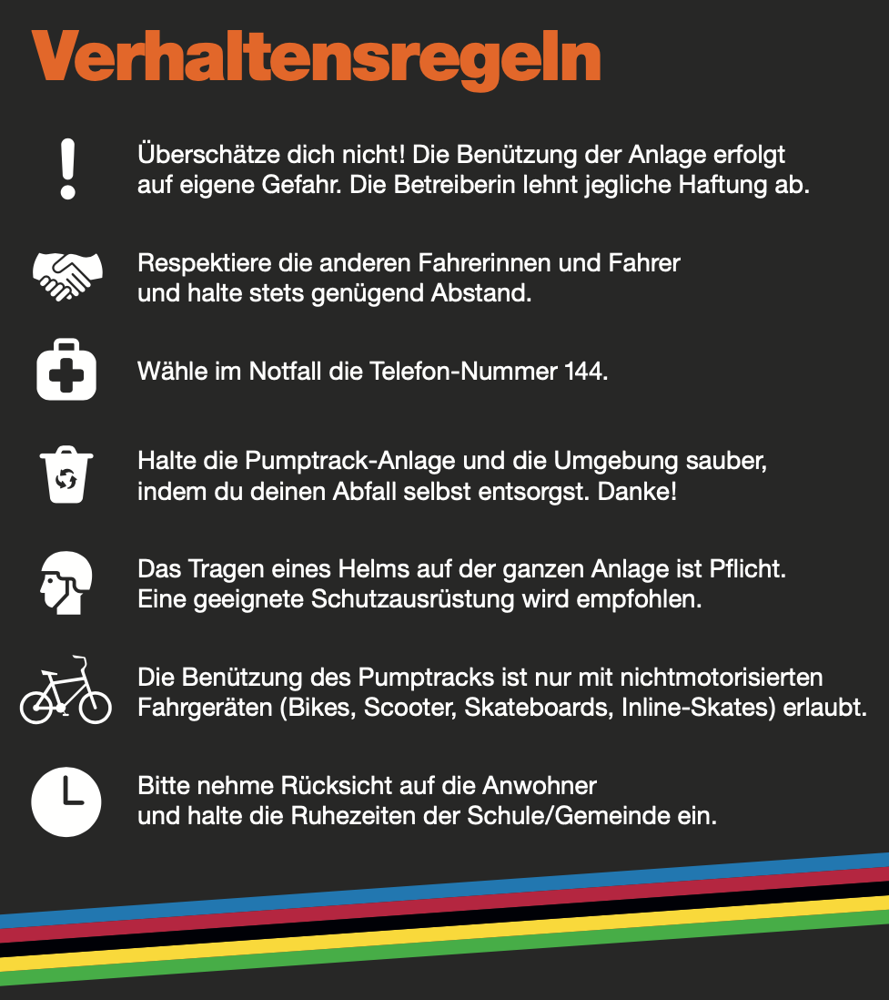 Verhaltensregeln
Überschätze dich nicht! Die Benützung der Anlage erfolgt
auf eigene Gefahr. Die Betreiberin lehnt jegliche Haftung ab.
Respektiere die anderen Fahrerinnen und Fahrer
und halte stets genügend Abstand.
Wähle im Notfall die Telefon-Nummer 144.
Halte die Pumptrack-Anlage und die Umgebung sauber,
indem du deinen Abfall selbst entsorgst. Danke!
Das Tragen eines Helms auf der ganzen Anlage ist Pflicht.
Eine geeignete Schutzausrüstung wird empfohlen.
Die Benützung des Pumptracks ist nur mit nichtmotorisierten
Fahrgeräten (Bikes, Scooter, Skateboards, Inline-Skates) erlaubt.
Bitte nehme Rücksicht auf die Anwohner
und halte die Ruhezeiten der Schule/Gemeinde ein.